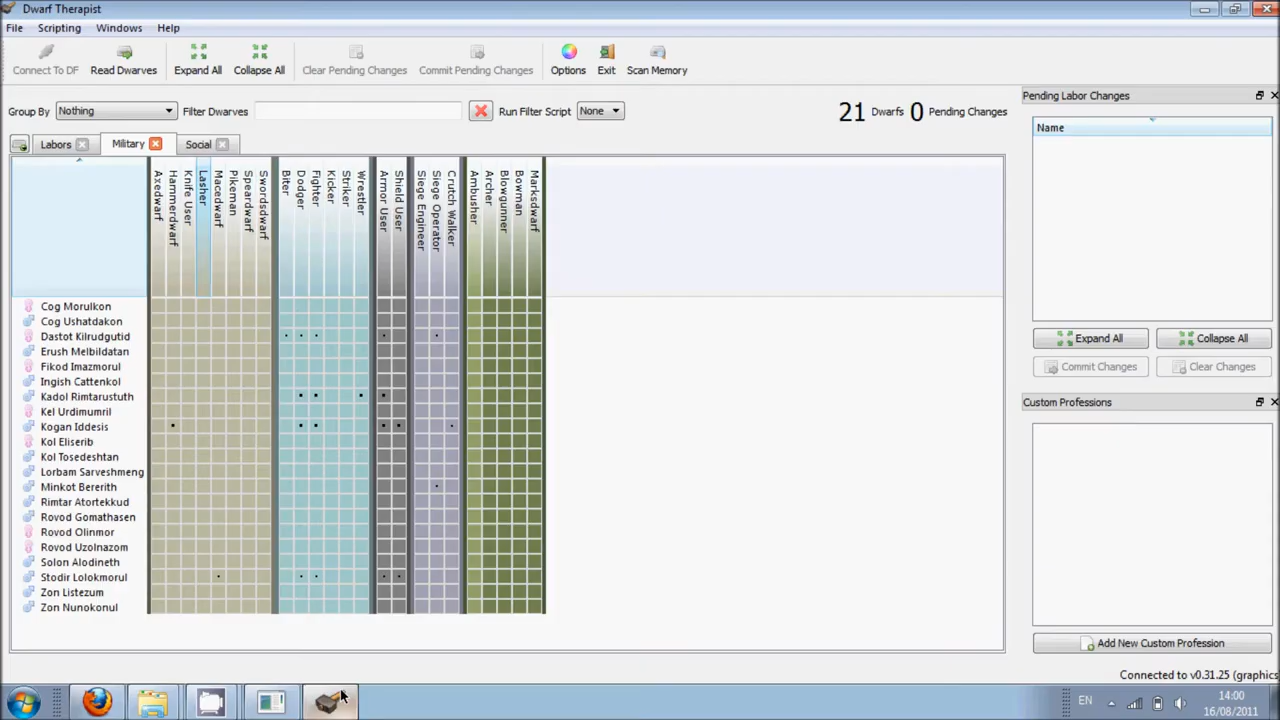 Dwarf Therapist
File Scripting Windows Help
Connect To DF Read Dwarves Expand All Collapse All Clear Pending Changes Commit Pending Changes Options Exit Scan Memory
Group By Nothing Filter Dwarves Run Filter Script None 21 Dwarfs 0 Pending Changes
Labors Military Social
Axedwarf
Hammerdwarf
Knife User
Lasher
Macedwarf
Pikeman
Speardwarf
Swordsdwarf
Biter
Dodger
Fighter
Kicker
Striker
Wrestler
Armor User
Shield User
Siege Engineer
Siege Operator
Crutch Walker
Ambusher
Archer
Blowgunner
Bowman
Marksdwarf
Cog Morulkon
Cog Ushatdakon
Dastot Kilrudgutid
Erush Melbildatan
Fikod Imazmorul
Ingish Cattenkol
Kadol Rimtarustuth
Kel Urdimumril
Kogan Iddesis
Kol Eliserib
Kol Tosedeshtan
Lorbam Sarveshmeng
Minkot Bererith
Rimtar Atortekkud
Rovod Gomathasen
Rovod Olinmor
Rovod Uzolnazom
Solon Alodineth
Stodir Lolokmorul
Zon Listezum
Zon Nunokonul
Pending Labor Changes
Name
Expand All Collapse All
Commit Changes Clear Changes
Custom Professions
Add New Custom Profession
Connected to v0.31.25 (graphics
EN
14:00
16/08/2011